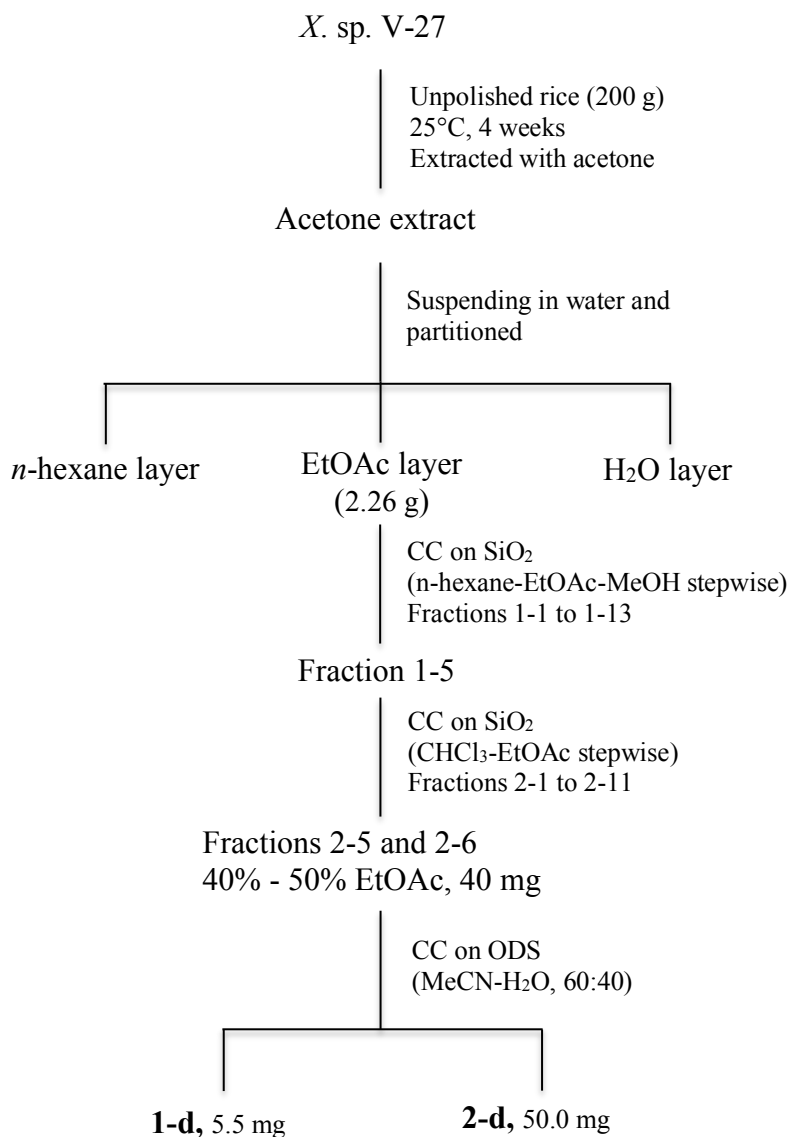 X. sp. V-27
Unpolished rice (200 g)
25°C, 4 weeks
Extracted with acetone
Acetone extract
Suspending in water and
partitioned
n-hexane layer
EtOAc layer
(2.26 g)
H₂O layer
CC on SiO₂
(n-hexane-EtOAc-MeOH stepwise)
Fractions 1-1 to 1-13
Fraction 1-5
CC on SiO₂
(CHCl₃-EtOAc stepwise)
Fractions 2-1 to 2-11
Fractions 2-5 and 2-6
40% - 50% EtOAc, 40 mg
CC on ODS
(MeCN-H₂O, 60:40)
1-d, 5.5 mg
2-d, 50.0 mg